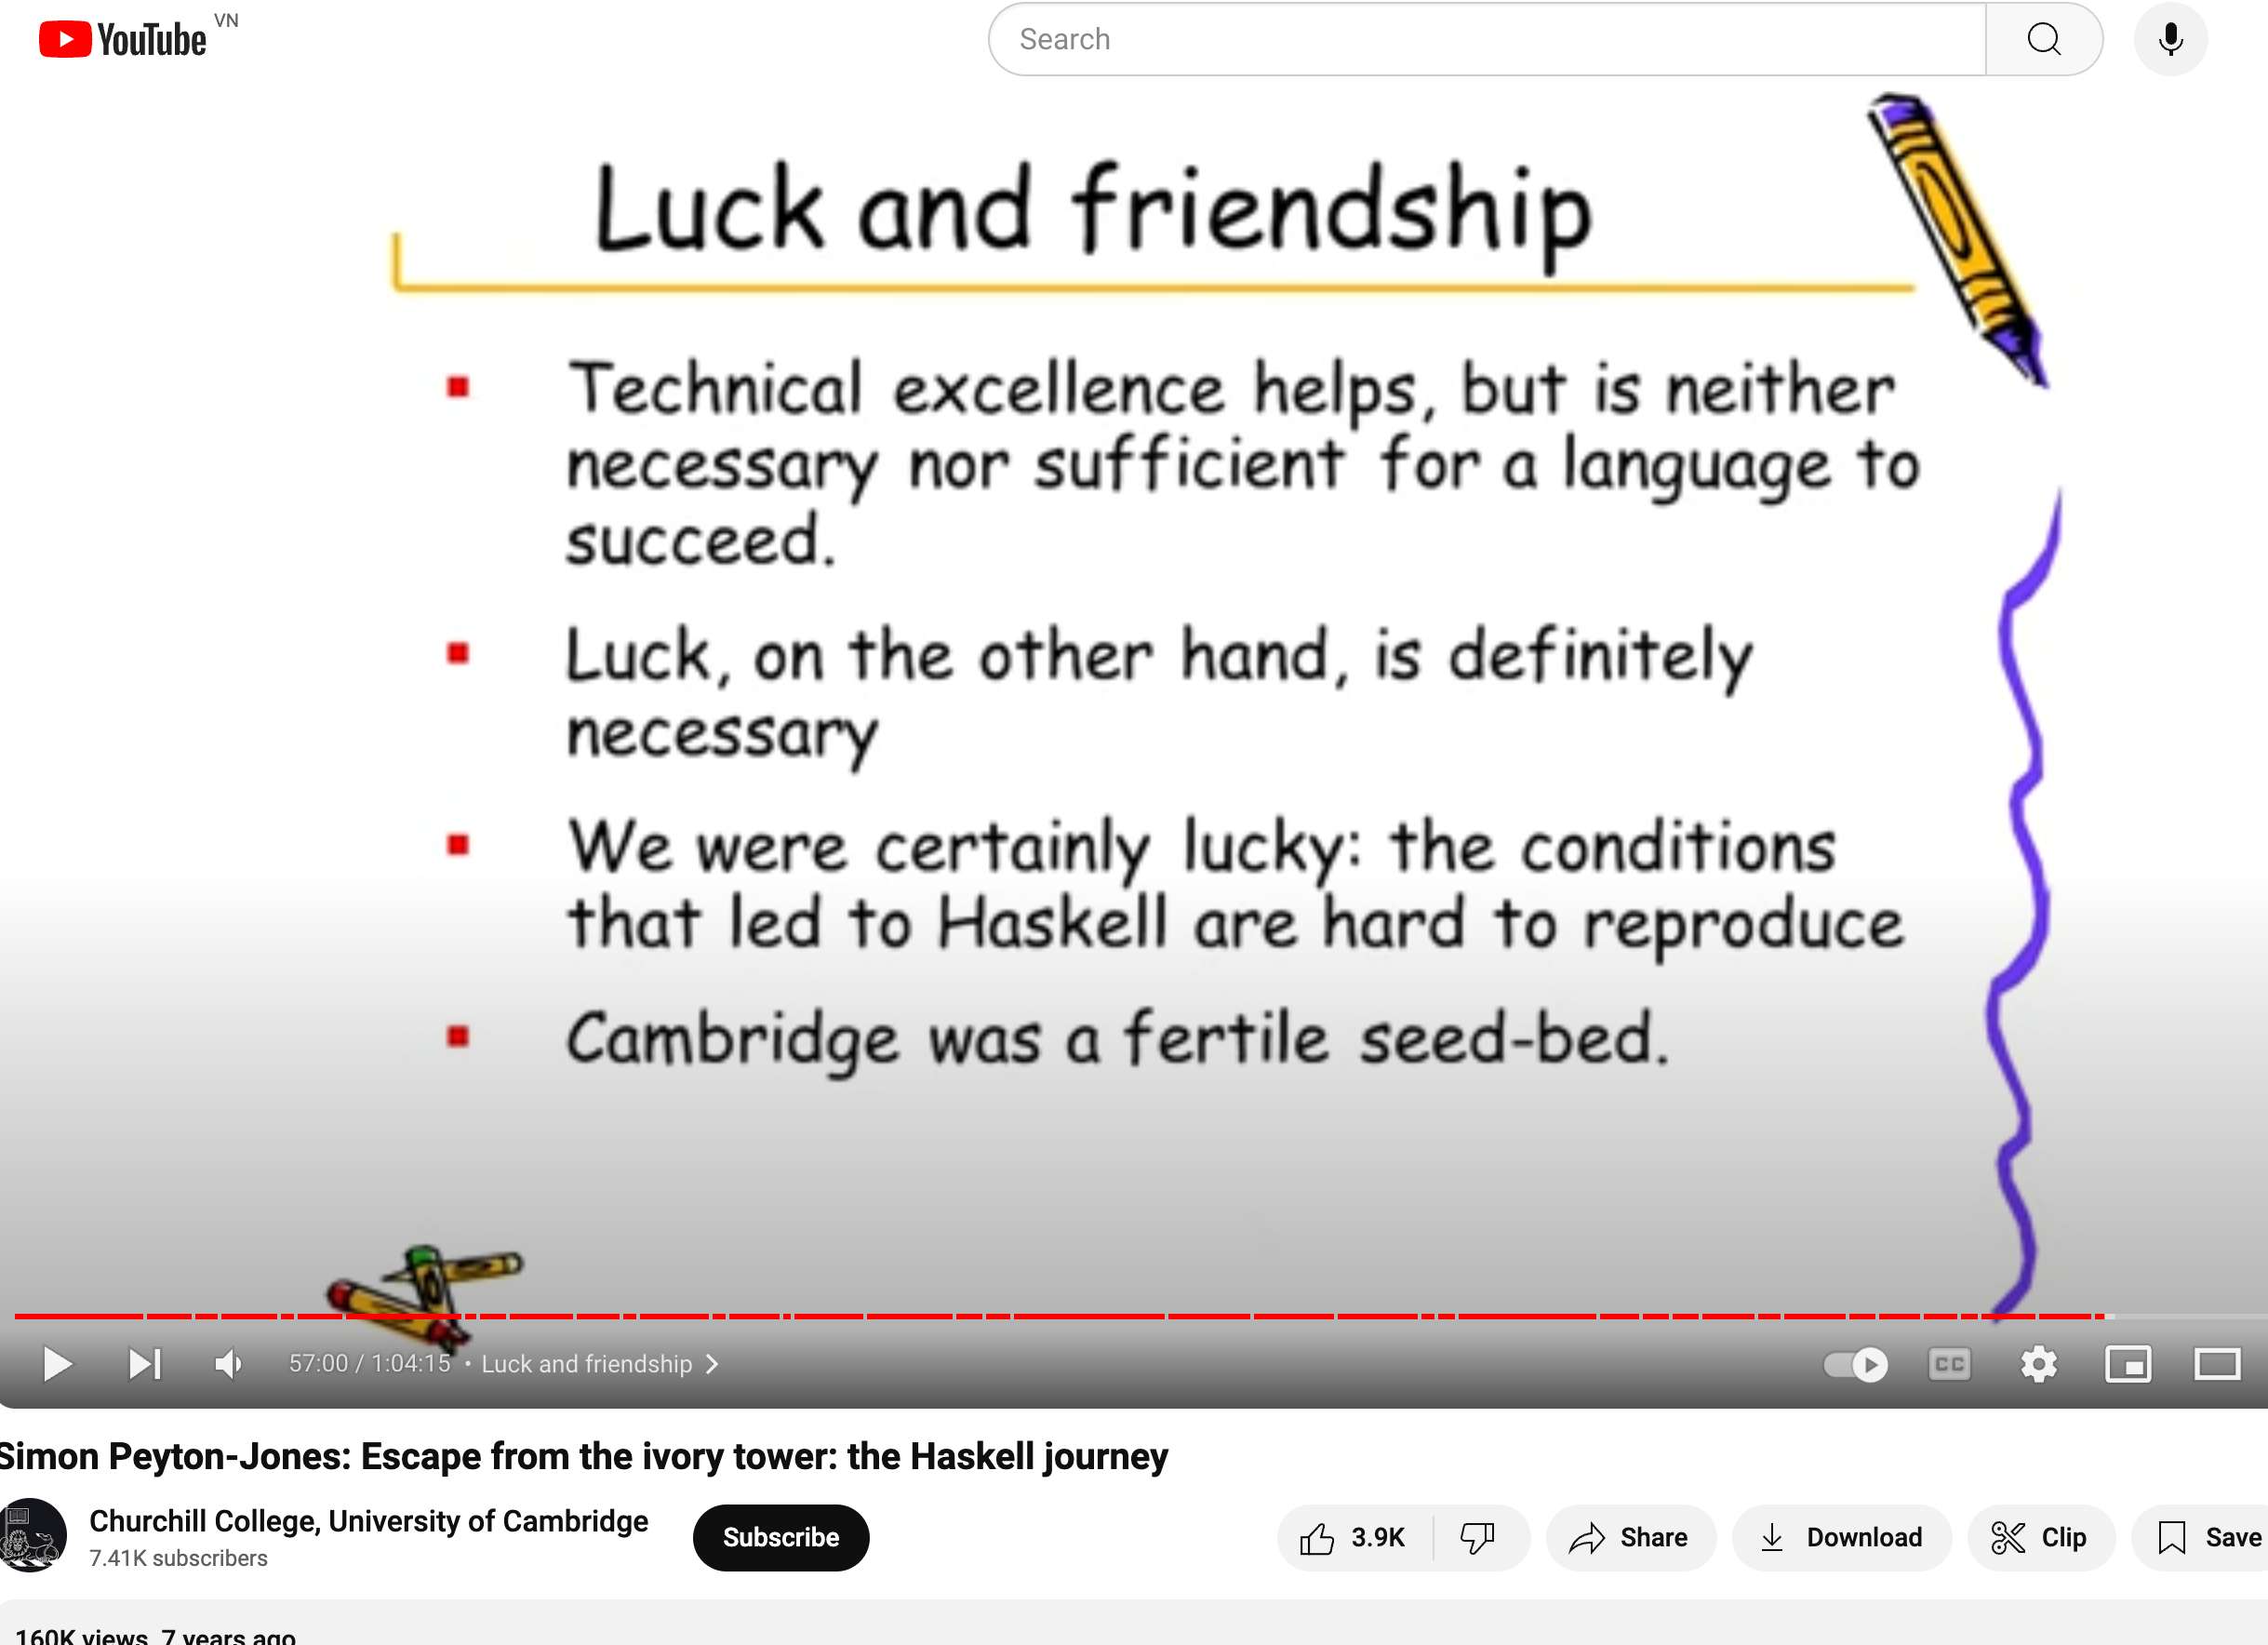 YouTube VN
Search
Luck and friendship
Technical excellence helps, but is neither
necessary nor sufficient for a language to
succeed.
Luck, on the other hand, is definitely
necessary
We were certainly lucky: the conditions
that led to Haskell are hard to reproduce
Cambridge was a fertile seed-bed.
57:00 / 1:04:15 • Luck and friendship
CC
Simon Peyton-Jones: Escape from the ivory tower: the Haskell journey
Churchill College, University of Cambridge
7.41K subscribers
Subscribe
3.9K
Share
Download
Clip
Save
160K views 7 years ago